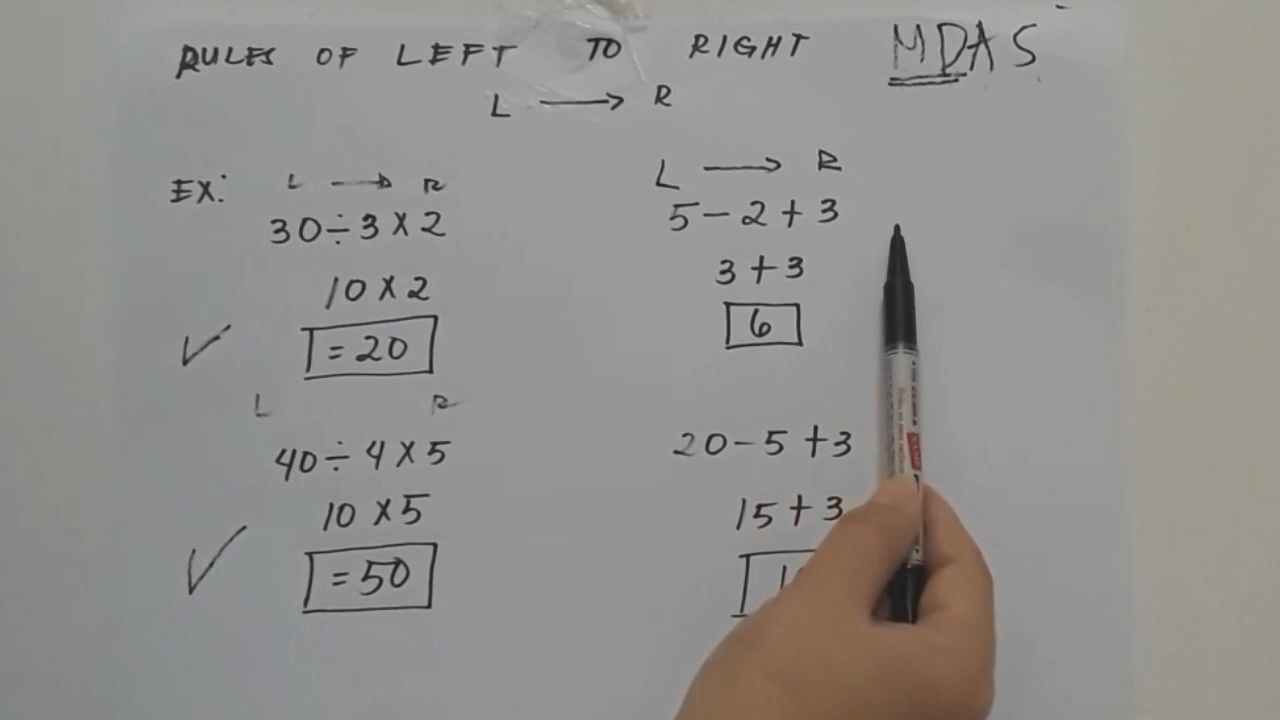 RULES OF LEFT TO RIGHT MDAS
L → R
EX: L → R
30÷3×2
10×2
=20
L R
40÷4×5
10×5
=50
L → R
5-2+3
3+3
6
20-5+3
15+3